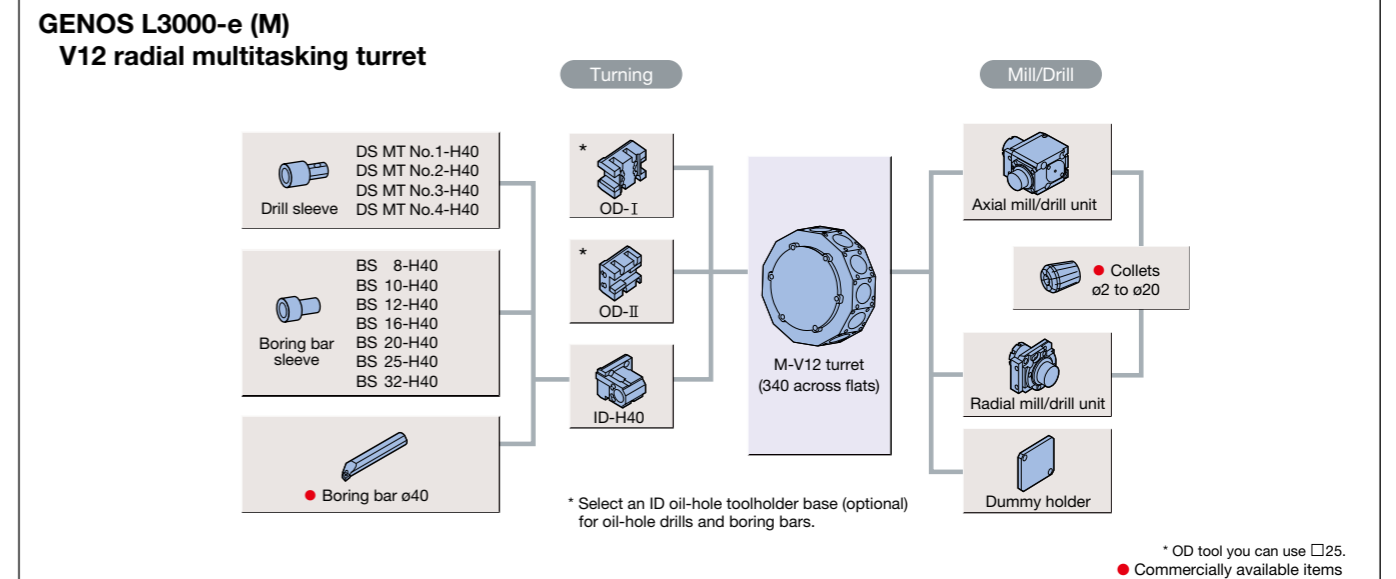 GENOS L3000-e (M)
V12 radial multitasking turret
Turning
Mill/Drill
Drill sleeve
DS MT No.1-H40
DS MT No.2-H40
DS MT No.3-H40
DS MT No.4-H40
Boring bar
sleeve
BS 8-H40
BS 10-H40
BS 12-H40
BS 16-H40
BS 20-H40
BS 25-H40
BS 32-H40
● Boring bar ø40
*
OD-Ⅰ
*
OD-Ⅱ
ID-H40
M-V12 turret
(340 across flats)
Axial mill/drill unit
● Collets
ø2 to ø20
Radial mill/drill unit
Dummy holder
* Select an ID oil-hole toolholder base (optional)
for oil-hole drills and boring bars.
* OD tool you can use □25.
● Commercially available items